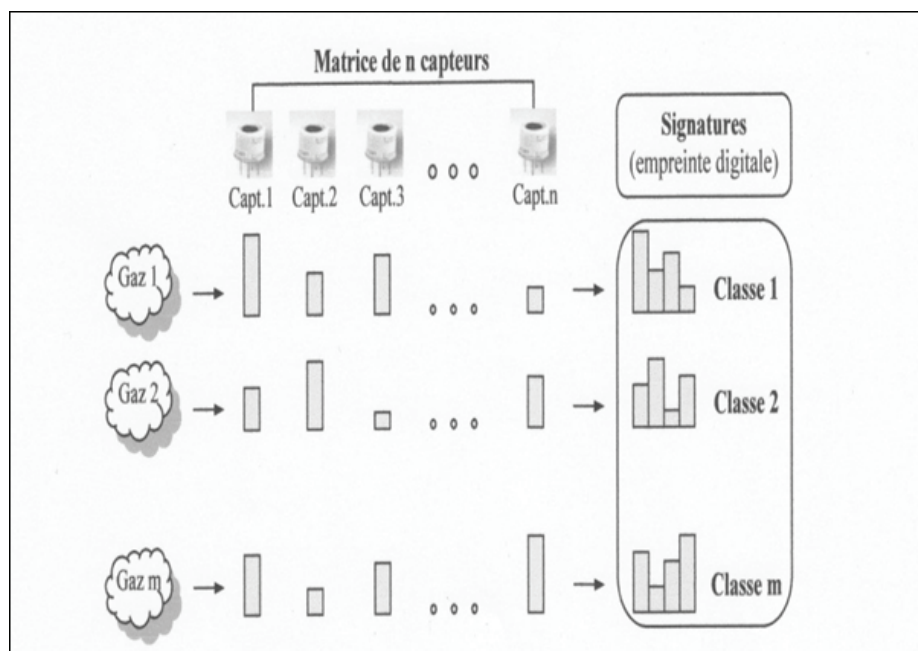 Matrice de n capteurs
Signatures
(empreinte digitale)
Capt.1 Capt.2 Capt.3 Capt.n
Gaz 1
Classe 1
Gaz 2
Classe 2
Gaz m
Classe m